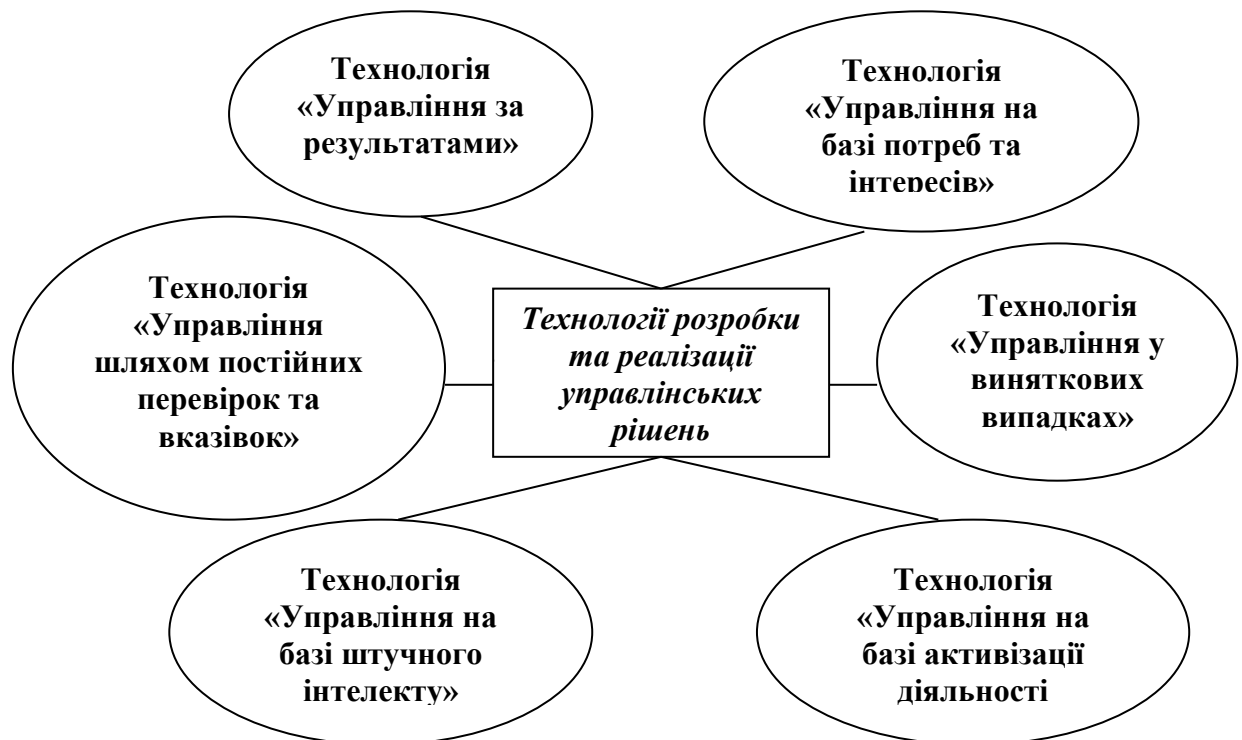 Технологія
«Управління за
результатами»
Технологія
«Управління на
базі потреб та
інтересів»
Технологія
«Управління
шляхом постійних
перевірок та
вказівок»
Технології розробки
та реалізації
управлінських
рішень
Технологія
«Управління у
виняткових
випадках»
Технологія
«Управління на
базі штучного
інтелекту»
Технологія
«Управління на
базі активізації
діяльності